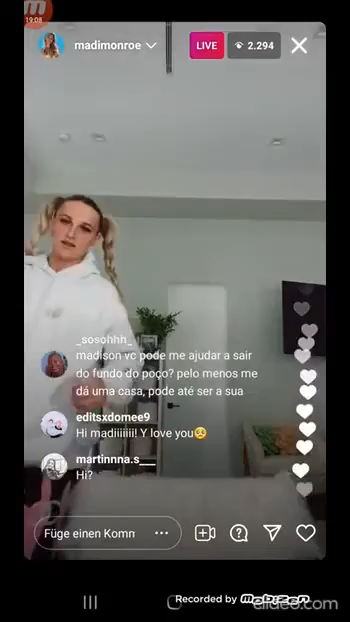 19:08
madimonroe
LIVE
2.294
_sosohhh_
madison vc pode me ajudar a sair
do fundo do poço? pelo menos me
dá uma casa, pode até ser a sua
editsxdomee9
Hi madiiiiiii! Y love you🥺
martinnna.s___
Hi?
Füge einen Komm
Recorded by mobizen